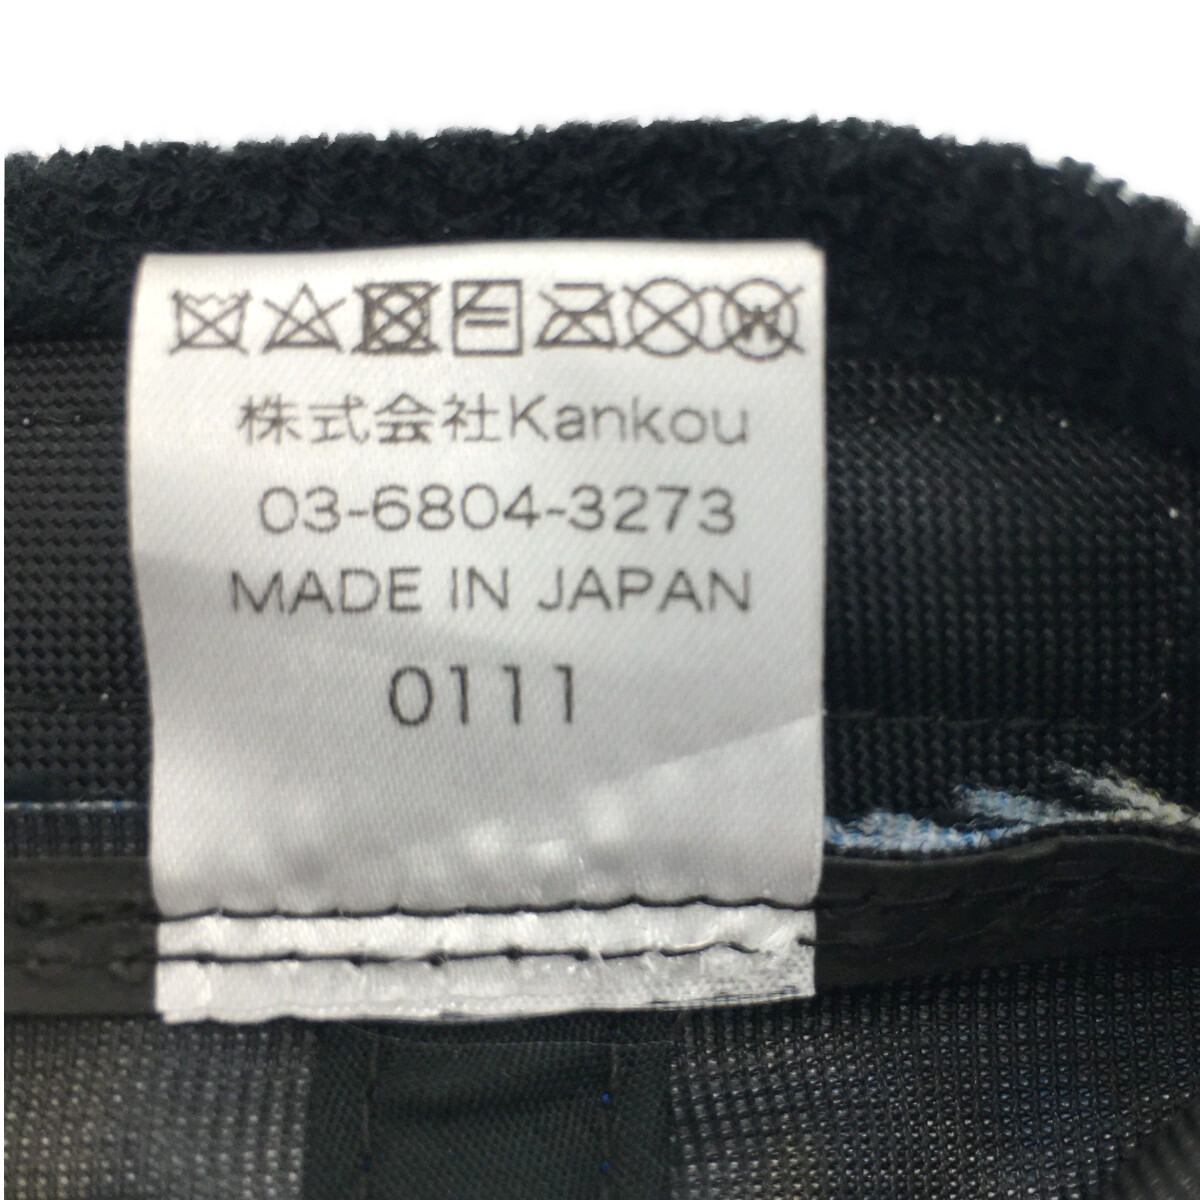 株式会社Kankou
03-6804-3273
MADE IN JAPAN
0111